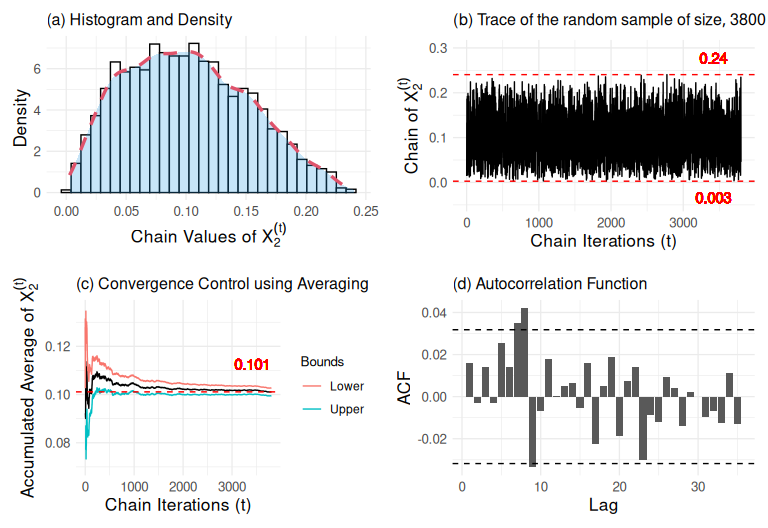 (a) Histogram and Density
Density
6
4
2
0
0.00 0.05 0.10 0.15 0.20 0.25
Chain Values of X₂⁽ᵗ⁾
(b) Trace of the random sample of size, 3800
Chain of X₂⁽ᵗ⁾
0.3
0.2
0.1
0.0
0.24
0.003
0 1000 2000 3000
Chain Iterations (t)
(c) Convergence Control using Averaging
Accumulated Average of X₂⁽ᵗ⁾
0.12
0.10
0.08
0.101
0 1000 2000 3000
Chain Iterations (t)
Bounds
Lower
Upper
(d) Autocorrelation Function
ACF
0.04
0.02
0.00
-0.02
0 10 20 30
Lag